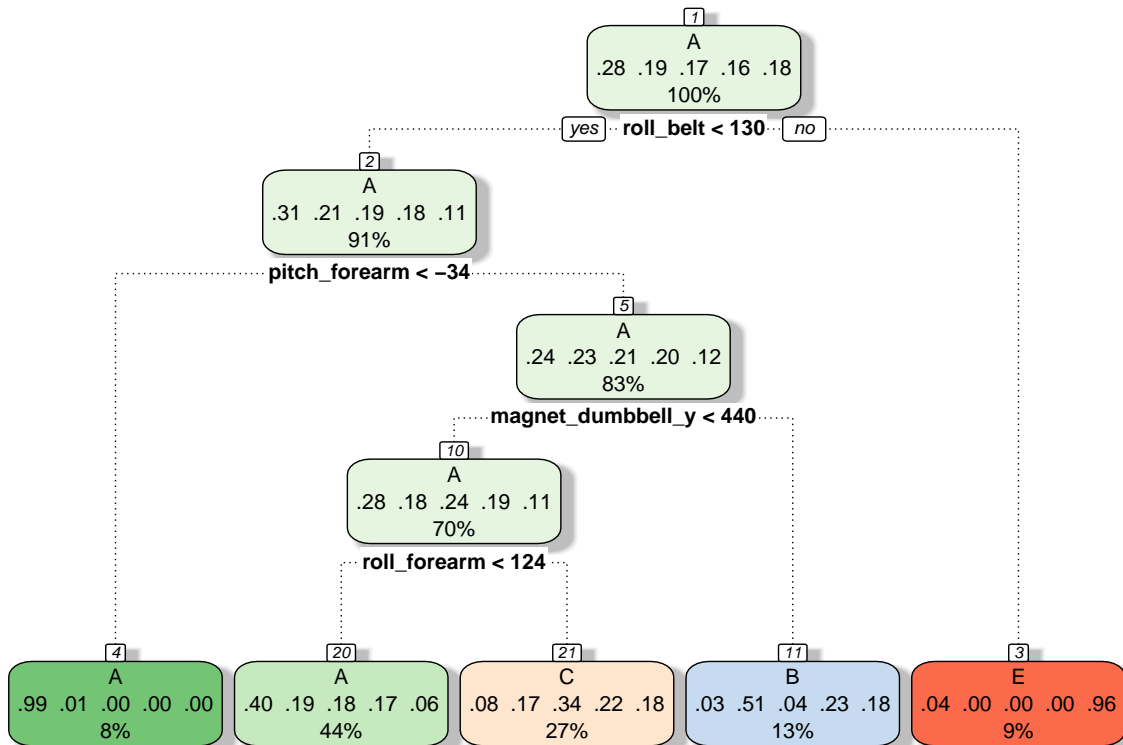 1
A
.28 .19 .17 .16 .18
100%
yes roll_belt < 130 no
2
A
.31 .21 .19 .18 .11
91%
pitch_forearm < −34
5
A
.24 .23 .21 .20 .12
83%
magnet_dumbbell_y < 440
10
A
.28 .18 .24 .19 .11
70%
roll_forearm < 124
4
A
.99 .01 .00 .00 .00
8%
20
A
.40 .19 .18 .17 .06
44%
21
C
.08 .17 .34 .22 .18
27%
11
B
.03 .51 .04 .23 .18
13%
3
E
.04 .00 .00 .00 .96
9%